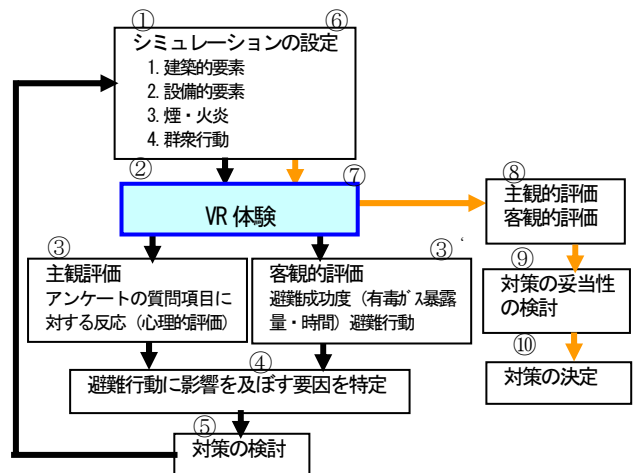 ① ⑥
シミュレーションの設定
1. 建築的要素
2. 設備的要素
3. 煙・火炎
4. 群衆行動
② ⑦
VR 体験
③
主観評価
アンケートの質問項目に
対する反応（心理的評価）
③‘
客観的評価
避難成功度（有毒ガス暴露
量・時間）避難行動
④
避難行動に影響を及ぼす要因を特定
⑤
対策の検討
⑧
主観的評価
客観的評価
⑨
対策の妥当性
の検討
⑩
対策の決定